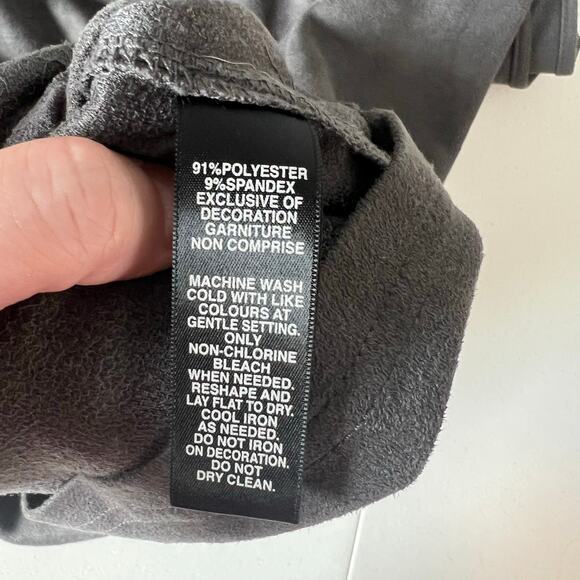 91%POLYESTER
9%SPANDEX
EXCLUSIVE OF
DECORATION
GARNITURE
NON COMPRISE
MACHINE WASH
COLD WITH LIKE
COLOURS AT
GENTLE SETTING.
ONLY
NON-CHLORINE
BLEACH
WHEN NEEDED.
RESHAPE AND
LAY FLAT TO DRY.
COOL IRON
AS NEEDED.
DO NOT IRON
ON DECORATION.
DO NOT
DRY CLEAN.